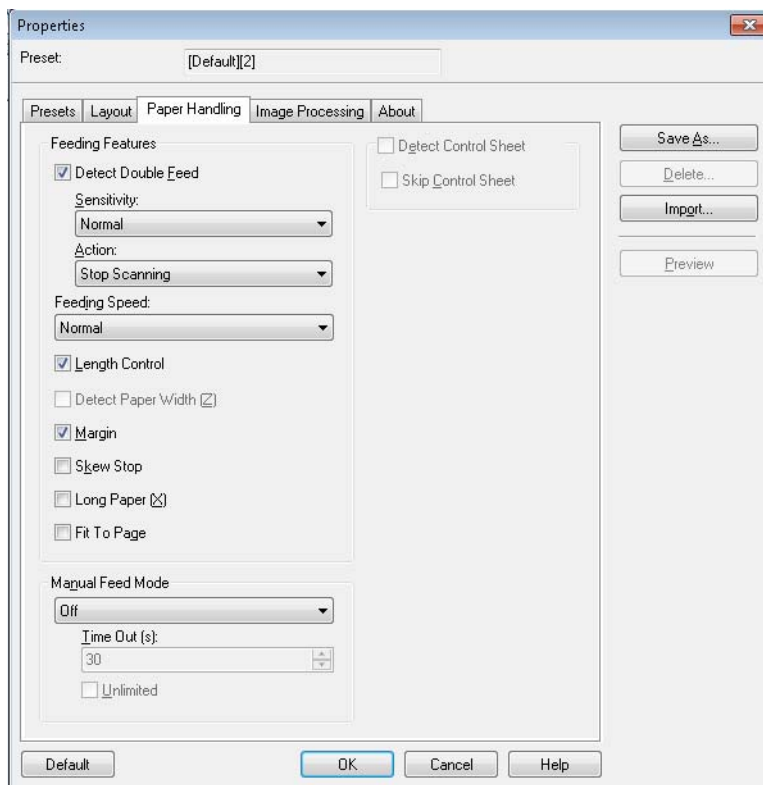 Properties
Preset:
[Default][2]
Presets
Layout
Paper Handling
Image Processing
About
Feeding Features
Detect Double Feed
Sensitivity:
Normal
Action:
Stop Scanning
Feeding Speed:
Normal
Length Control
Detect Paper Width (Z)
Margin
Skew Stop
Long Paper (X)
Fit To Page
Manual Feed Mode
Off
Time Out (s):
30
Unlimited
Detect Control Sheet
Skip Control Sheet
Save As...
Delete...
Import...
Preview
Default
OK
Cancel
Help